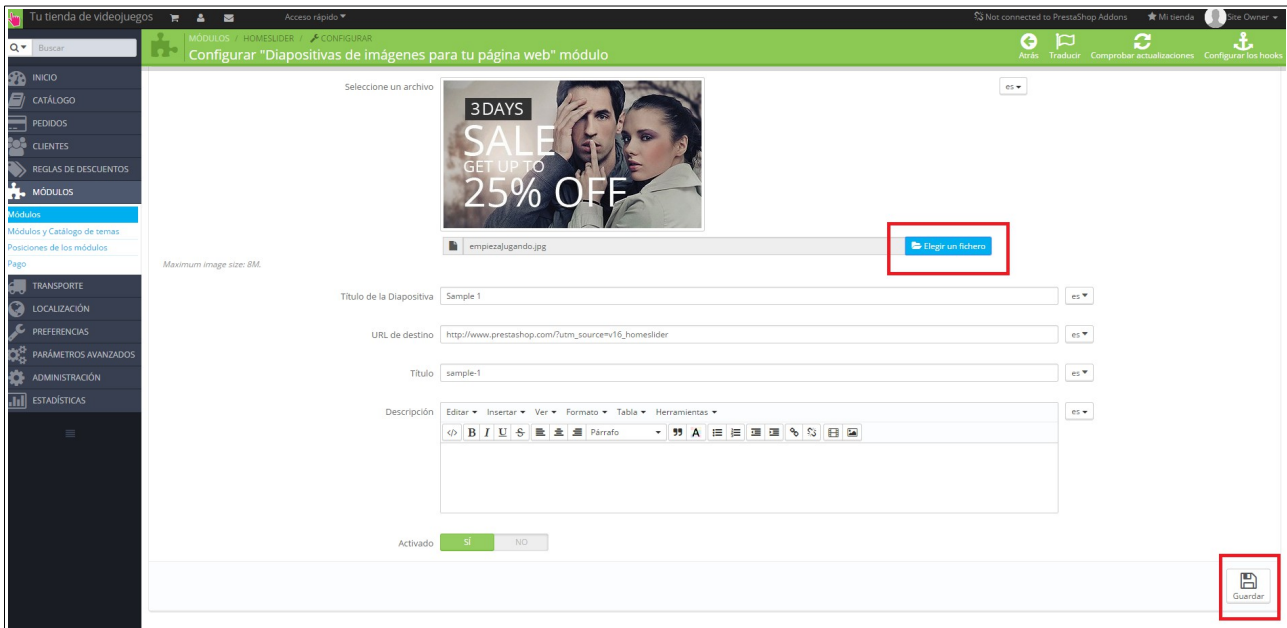 Tu tienda de videojuegos
Acceso rápido
Not connected to PrestaShop Addons
Mi tienda
Site Owner
Buscar
MÓDULOS / HOMESLIDER / CONFIGURAR
Configurar "Diapositivas de imágenes para tu página web" módulo
Atrás
Traducir
Comprobar actualizaciones
Configurar los hooks
INICIO
CATÁLOGO
PEDIDOS
CLIENTES
REGLAS DE DESCUENTOS
MÓDULOS
Módulos
Módulos y Catálogo de temas
Posiciones de los módulos
Pago
TRANSPORTE
LOCALIZACIÓN
PREFERENCIAS
PARÁMETROS AVANZADOS
ADMINISTRACIÓN
ESTADÍSTICAS
Seleccione un archivo
es
3 DAYS
SALE
GET UP TO
25% OFF
empiezaJugando.jpg
Elegir un fichero
Maximum image size: 8M.
Título de la Diapositiva
Sample 1
es
URL de destino
http://www.prestashop.com/?utm_source=v16_homeslider
es
Título
sample-1
es
Descripción
Editar Insertar Ver Formato Tabla Herramientas
es
</> B I U S Párrafo A
Activado
SÍ
NO
Guardar